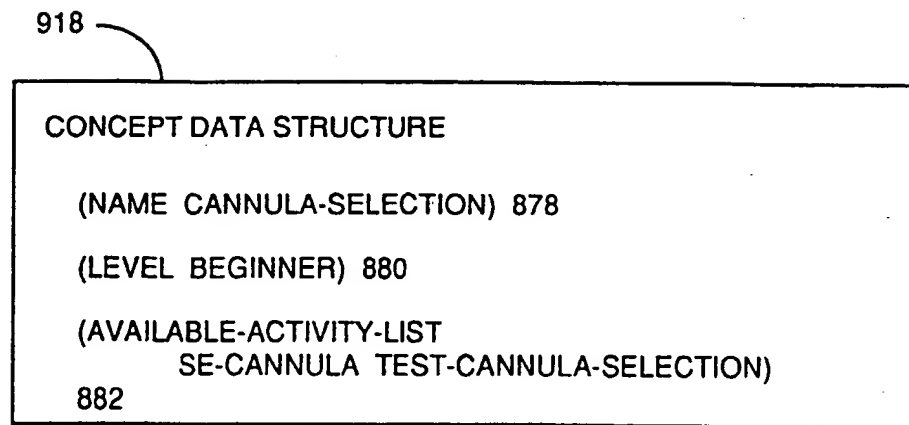 918
CONCEPT DATA STRUCTURE
(NAME CANNULA-SELECTION) 878
(LEVEL BEGINNER) 880
(AVAILABLE-ACTIVITY-LIST
SE-CANNULA TEST-CANNULA-SELECTION)
882